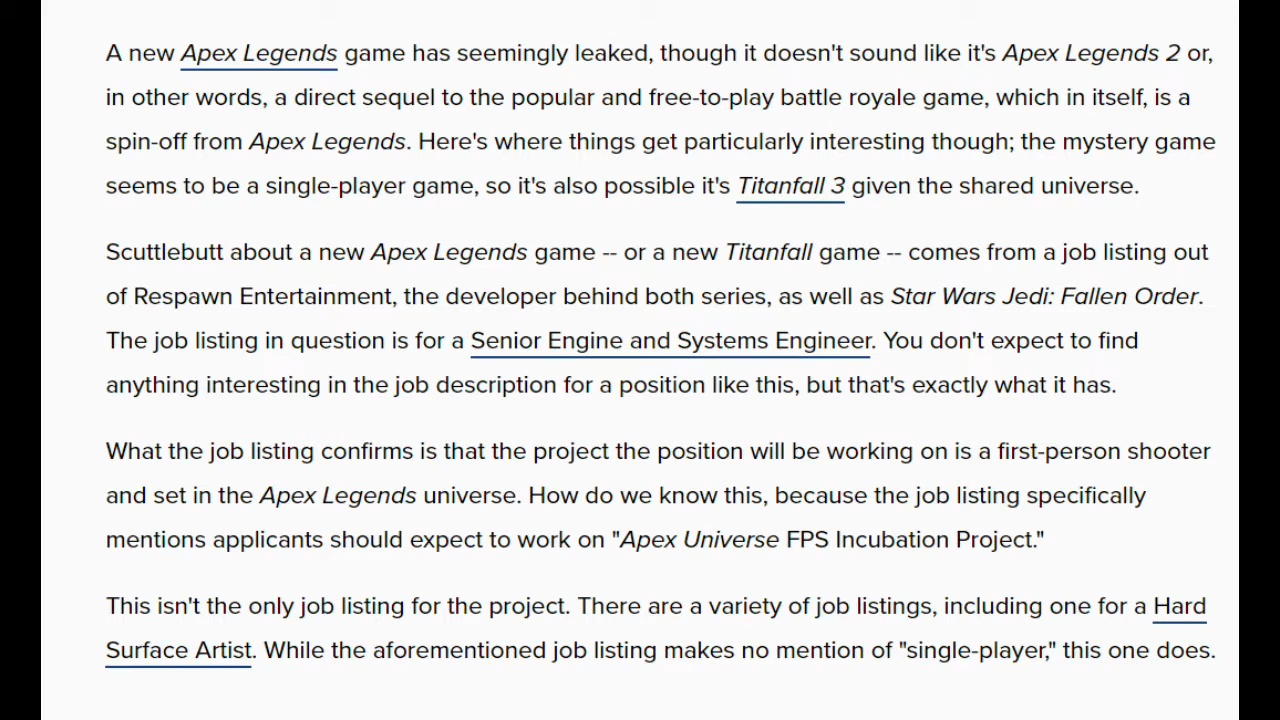 A new Apex Legends game has seemingly leaked, though it doesn't sound like it's Apex Legends 2 or,
in other words, a direct sequel to the popular and free-to-play battle royale game, which in itself, is a
spin-off from Apex Legends. Here's where things get particularly interesting though; the mystery game
seems to be a single-player game, so it's also possible it's Titanfall 3 given the shared universe.
Scuttlebutt about a new Apex Legends game -- or a new Titanfall game -- comes from a job listing out
of Respawn Entertainment, the developer behind both series, as well as Star Wars Jedi: Fallen Order.
The job listing in question is for a Senior Engine and Systems Engineer. You don't expect to find
anything interesting in the job description for a position like this, but that's exactly what it has.
What the job listing confirms is that the project the position will be working on is a first-person shooter
and set in the Apex Legends universe. How do we know this, because the job listing specifically
mentions applicants should expect to work on "Apex Universe FPS Incubation Project."
This isn't the only job listing for the project. There are a variety of job listings, including one for a Hard
Surface Artist. While the aforementioned job listing makes no mention of "single-player," this one does.